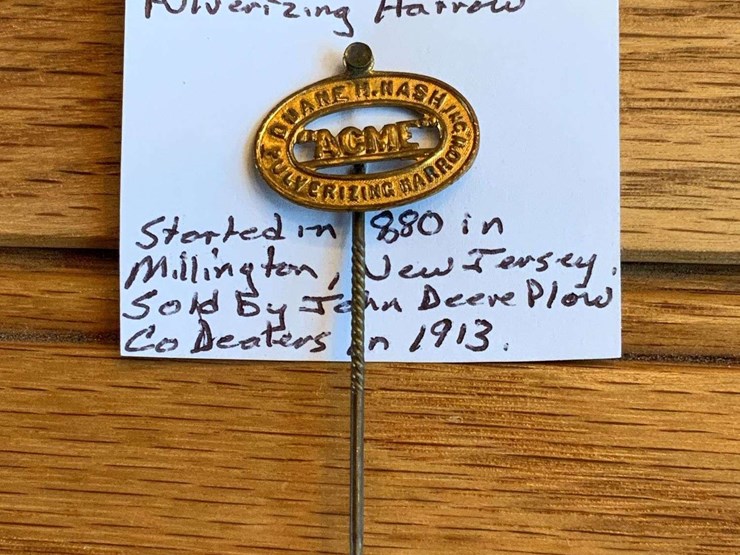 Pulverizing Harrow
DUANE H. NASH INC.
"ACME"
PULVERIZING HARROW
Started in 1880 in
Millington, New Jersey.
Sold By John Deere Plow
Co Dealers in 1913.